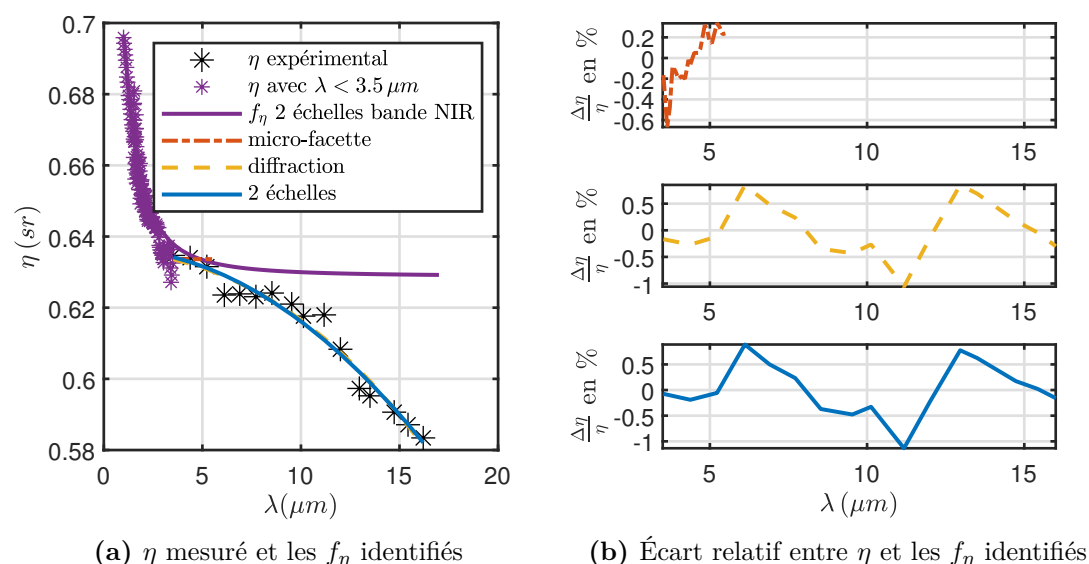 0.7
0.68
0.66
0.64
0.62
0.6
0.58
0
5
10
15
20
η (sr)
λ(μm)
η expérimental
η avec λ < 3.5 μm
f_η 2 échelles bande NIR
micro-facette
diffraction
2 échelles
(a) η mesuré et les f_η identifiés
0.2
0
-0.2
-0.4
-0.6
Δη/η en %
5
10
15
0.5
0
-0.5
-1
Δη/η en %
5
10
15
0.5
0
-0.5
-1
Δη/η en %
5
10
15
λ (μm)
(b) Écart relatif entre η et les f_η identifiés